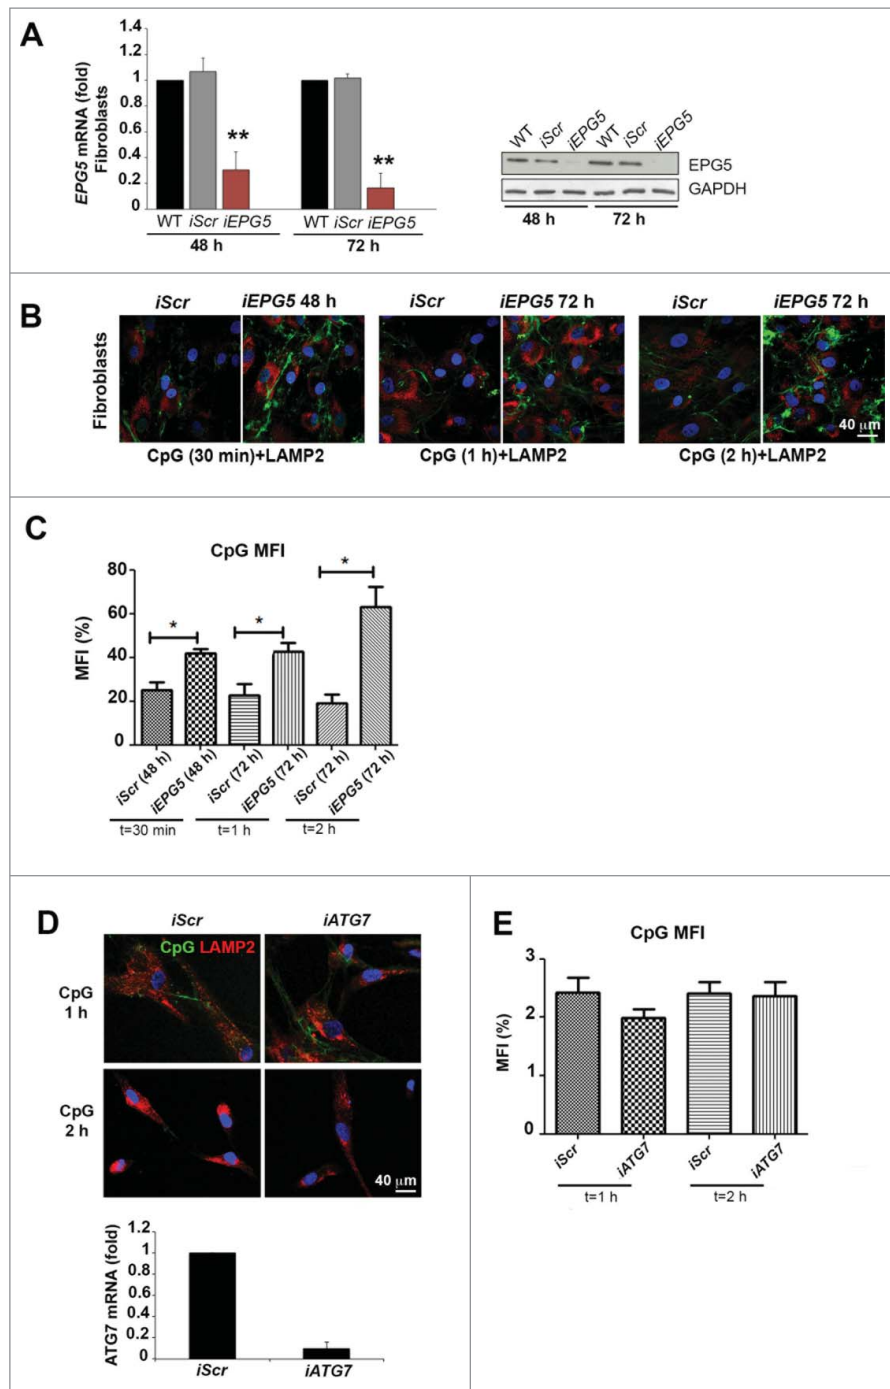 A
EPG5 mRNA (fold)
Fibroblasts
1.4
1.2
1
0.8
0.6
0.4
0.2
0
**
**
WT iScr iEPG5 WT iScr iEPG5
48 h 72 h
WT iScr iEPG5 WT iScr iEPG5
EPG5
GAPDH
48 h 72 h
B
iScr iEPG5 48 h iScr iEPG5 72 h iScr iEPG5 72 h
Fibroblasts
40 µm
CpG (30 min)+LAMP2 CpG (1 h)+LAMP2 CpG (2 h)+LAMP2
C
CpG MFI
MFI (%)
80
60
40
20
0
* * *
iScr (48 h) iEPG5 (48 h) iScr (72 h) iEPG5 (72 h) iScr (72 h) iEPG5 (72 h)
t=30 min t=1 h t=2 h
D
iScr iATG7
CpG LAMP2
CpG
1 h
CpG
2 h
40 µm
ATG7 mRNA (fold)
1.2
1
0.8
0.6
0.4
0.2
0
iScr iATG7
E
CpG MFI
MFI (%)
3
2
1
0
iScr iATG7 iScr iATG7
t=1 h t=2 h